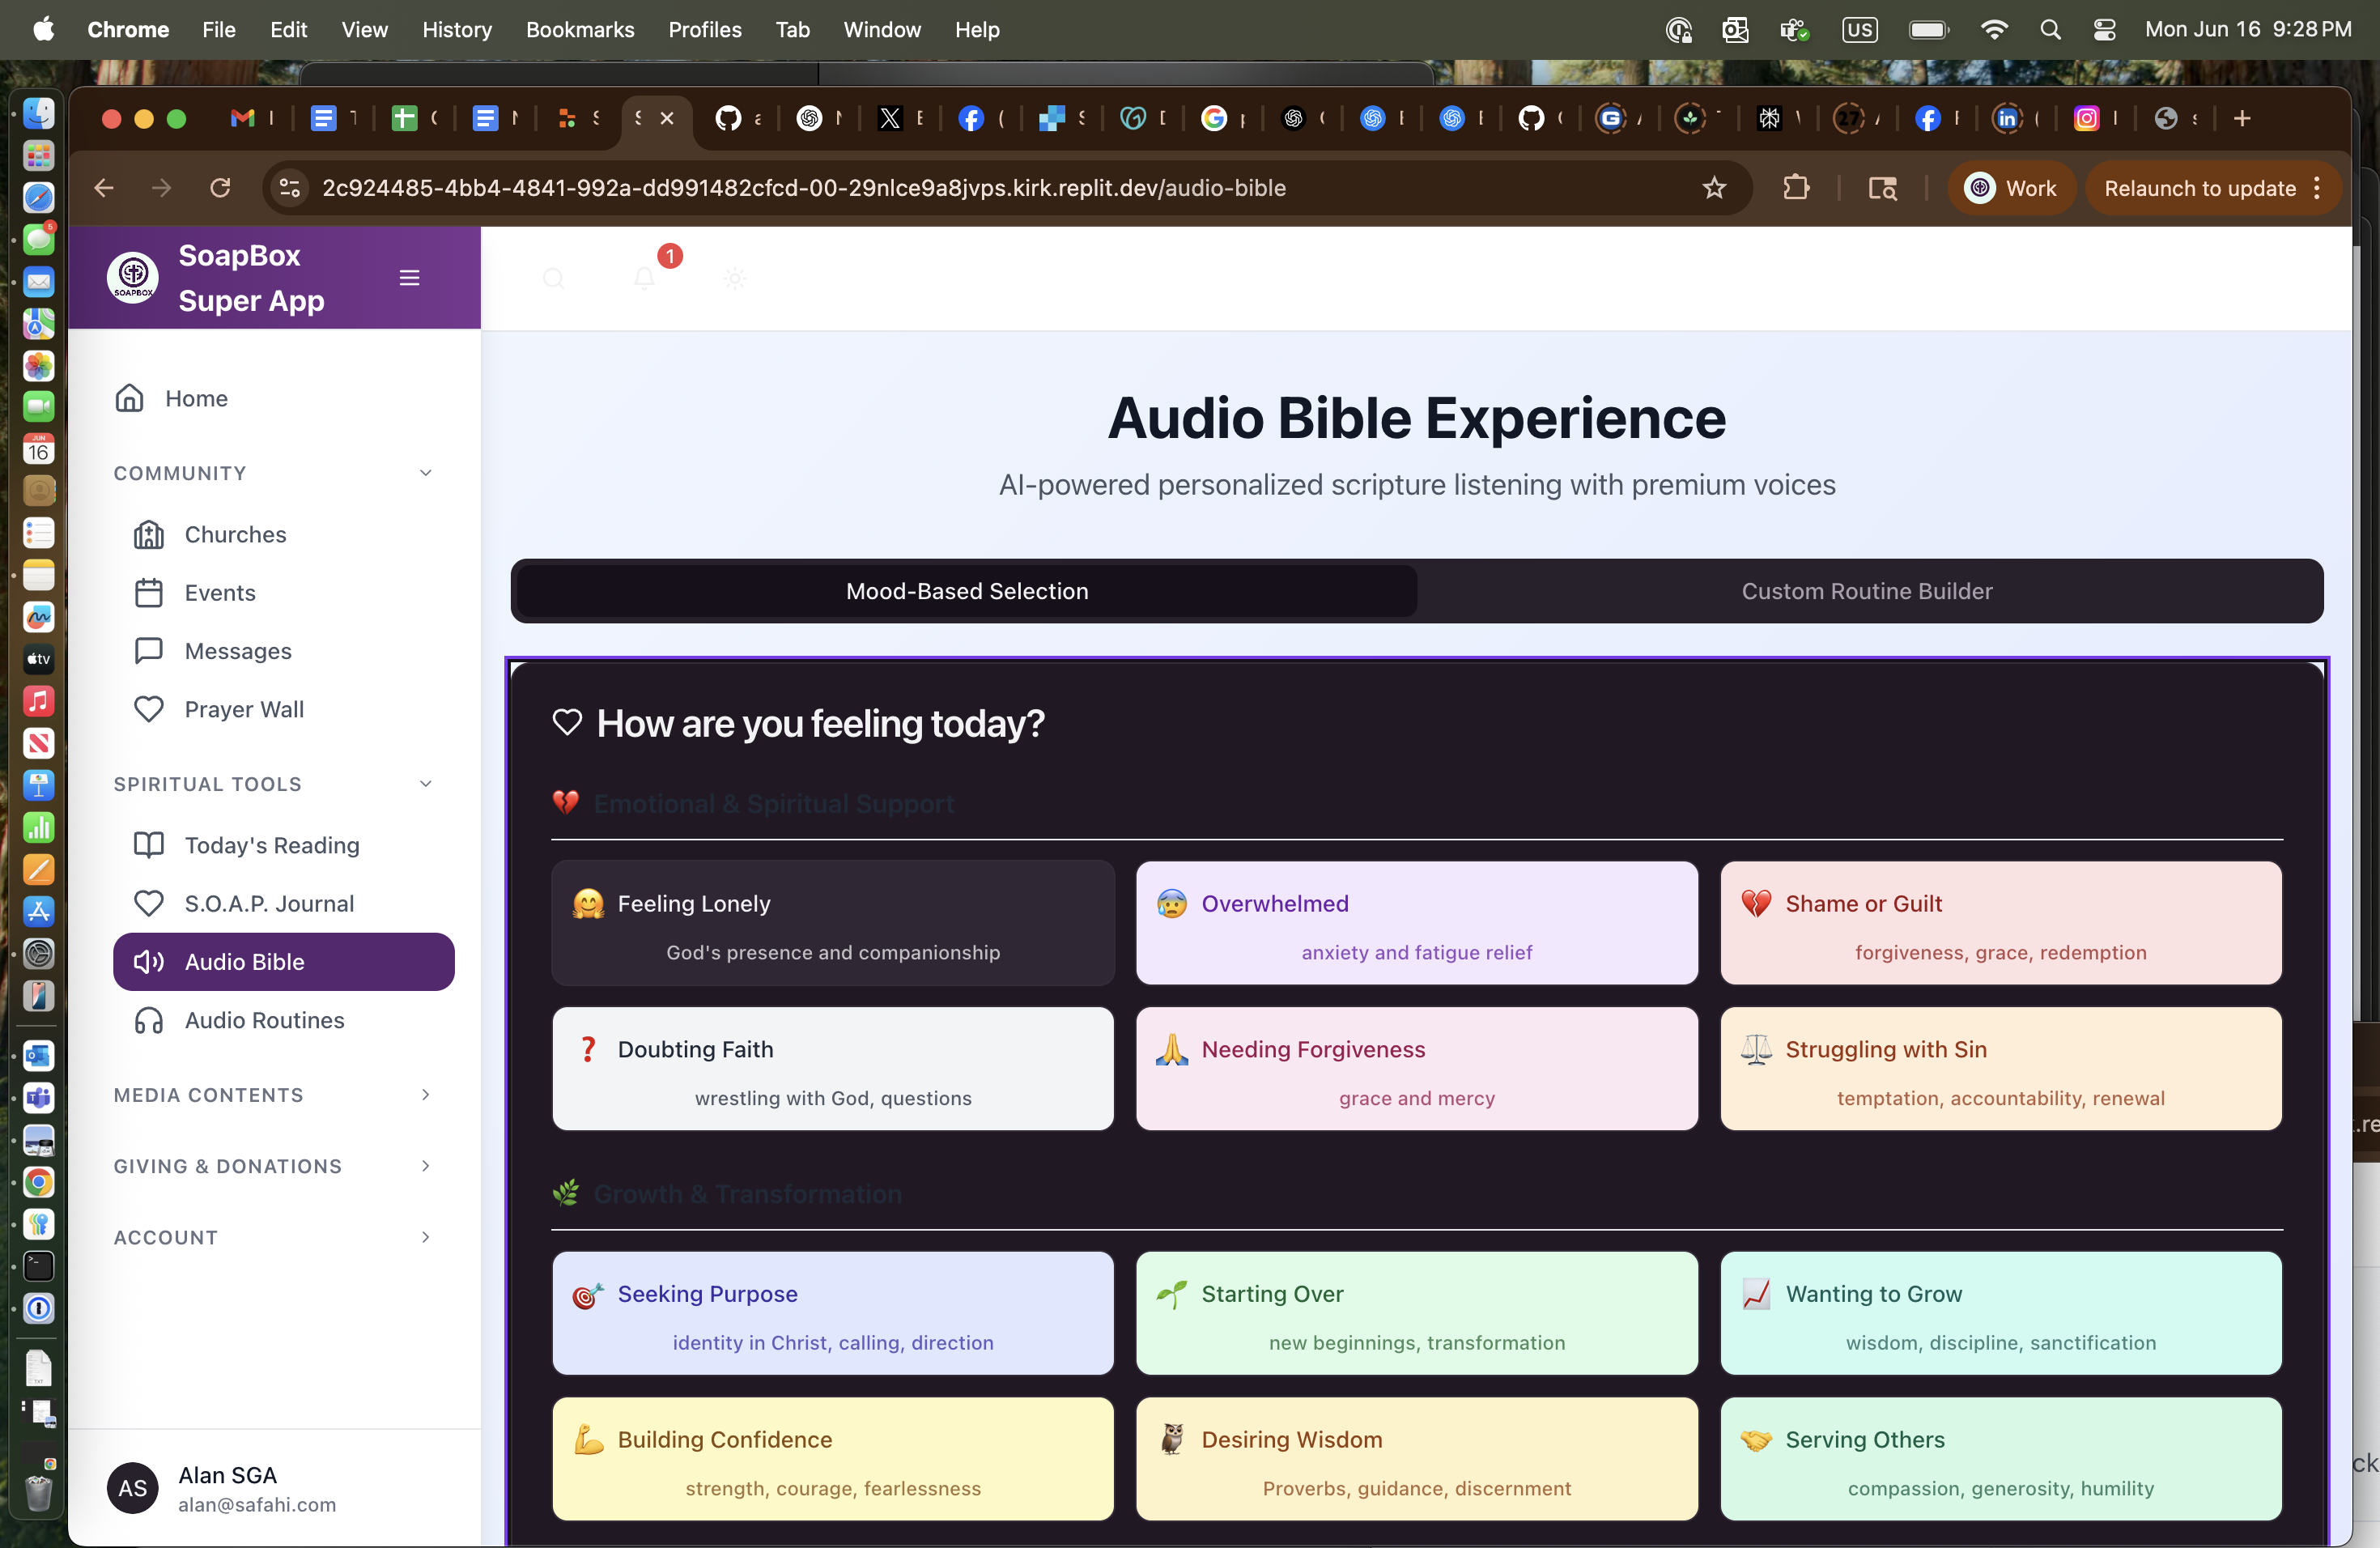 Chrome File Edit View History Bookmarks Profiles Tab Window Help US Mon Jun 16 9:28 PM
2c924485-4bb4-4841-992a-dd991482cfcd-00-29nlce9a8jvps.kirk.replit.dev/audio-bible
Work
Relaunch to update
SoapBox
Super App
SOAPBOX
1
Home
COMMUNITY
Churches
Events
Messages
Prayer Wall
SPIRITUAL TOOLS
Today's Reading
S.O.A.P. Journal
Audio Bible
Audio Routines
MEDIA CONTENTS
GIVING & DONATIONS
ACCOUNT
AS
Alan SGA
alan@safahi.com
Audio Bible Experience
AI-powered personalized scripture listening with premium voices
Mood-Based Selection
Custom Routine Builder
How are you feeling today?
Emotional & Spiritual Support
Feeling Lonely
God's presence and companionship
Overwhelmed
anxiety and fatigue relief
Shame or Guilt
forgiveness, grace, redemption
Doubting Faith
wrestling with God, questions
Needing Forgiveness
grace and mercy
Struggling with Sin
temptation, accountability, renewal
Growth & Transformation
Seeking Purpose
identity in Christ, calling, direction
Starting Over
new beginnings, transformation
Wanting to Grow
wisdom, discipline, sanctification
Building Confidence
strength, courage, fearlessness
Desiring Wisdom
Proverbs, guidance, discernment
Serving Others
compassion, generosity, humility
5
JUN
16
tv